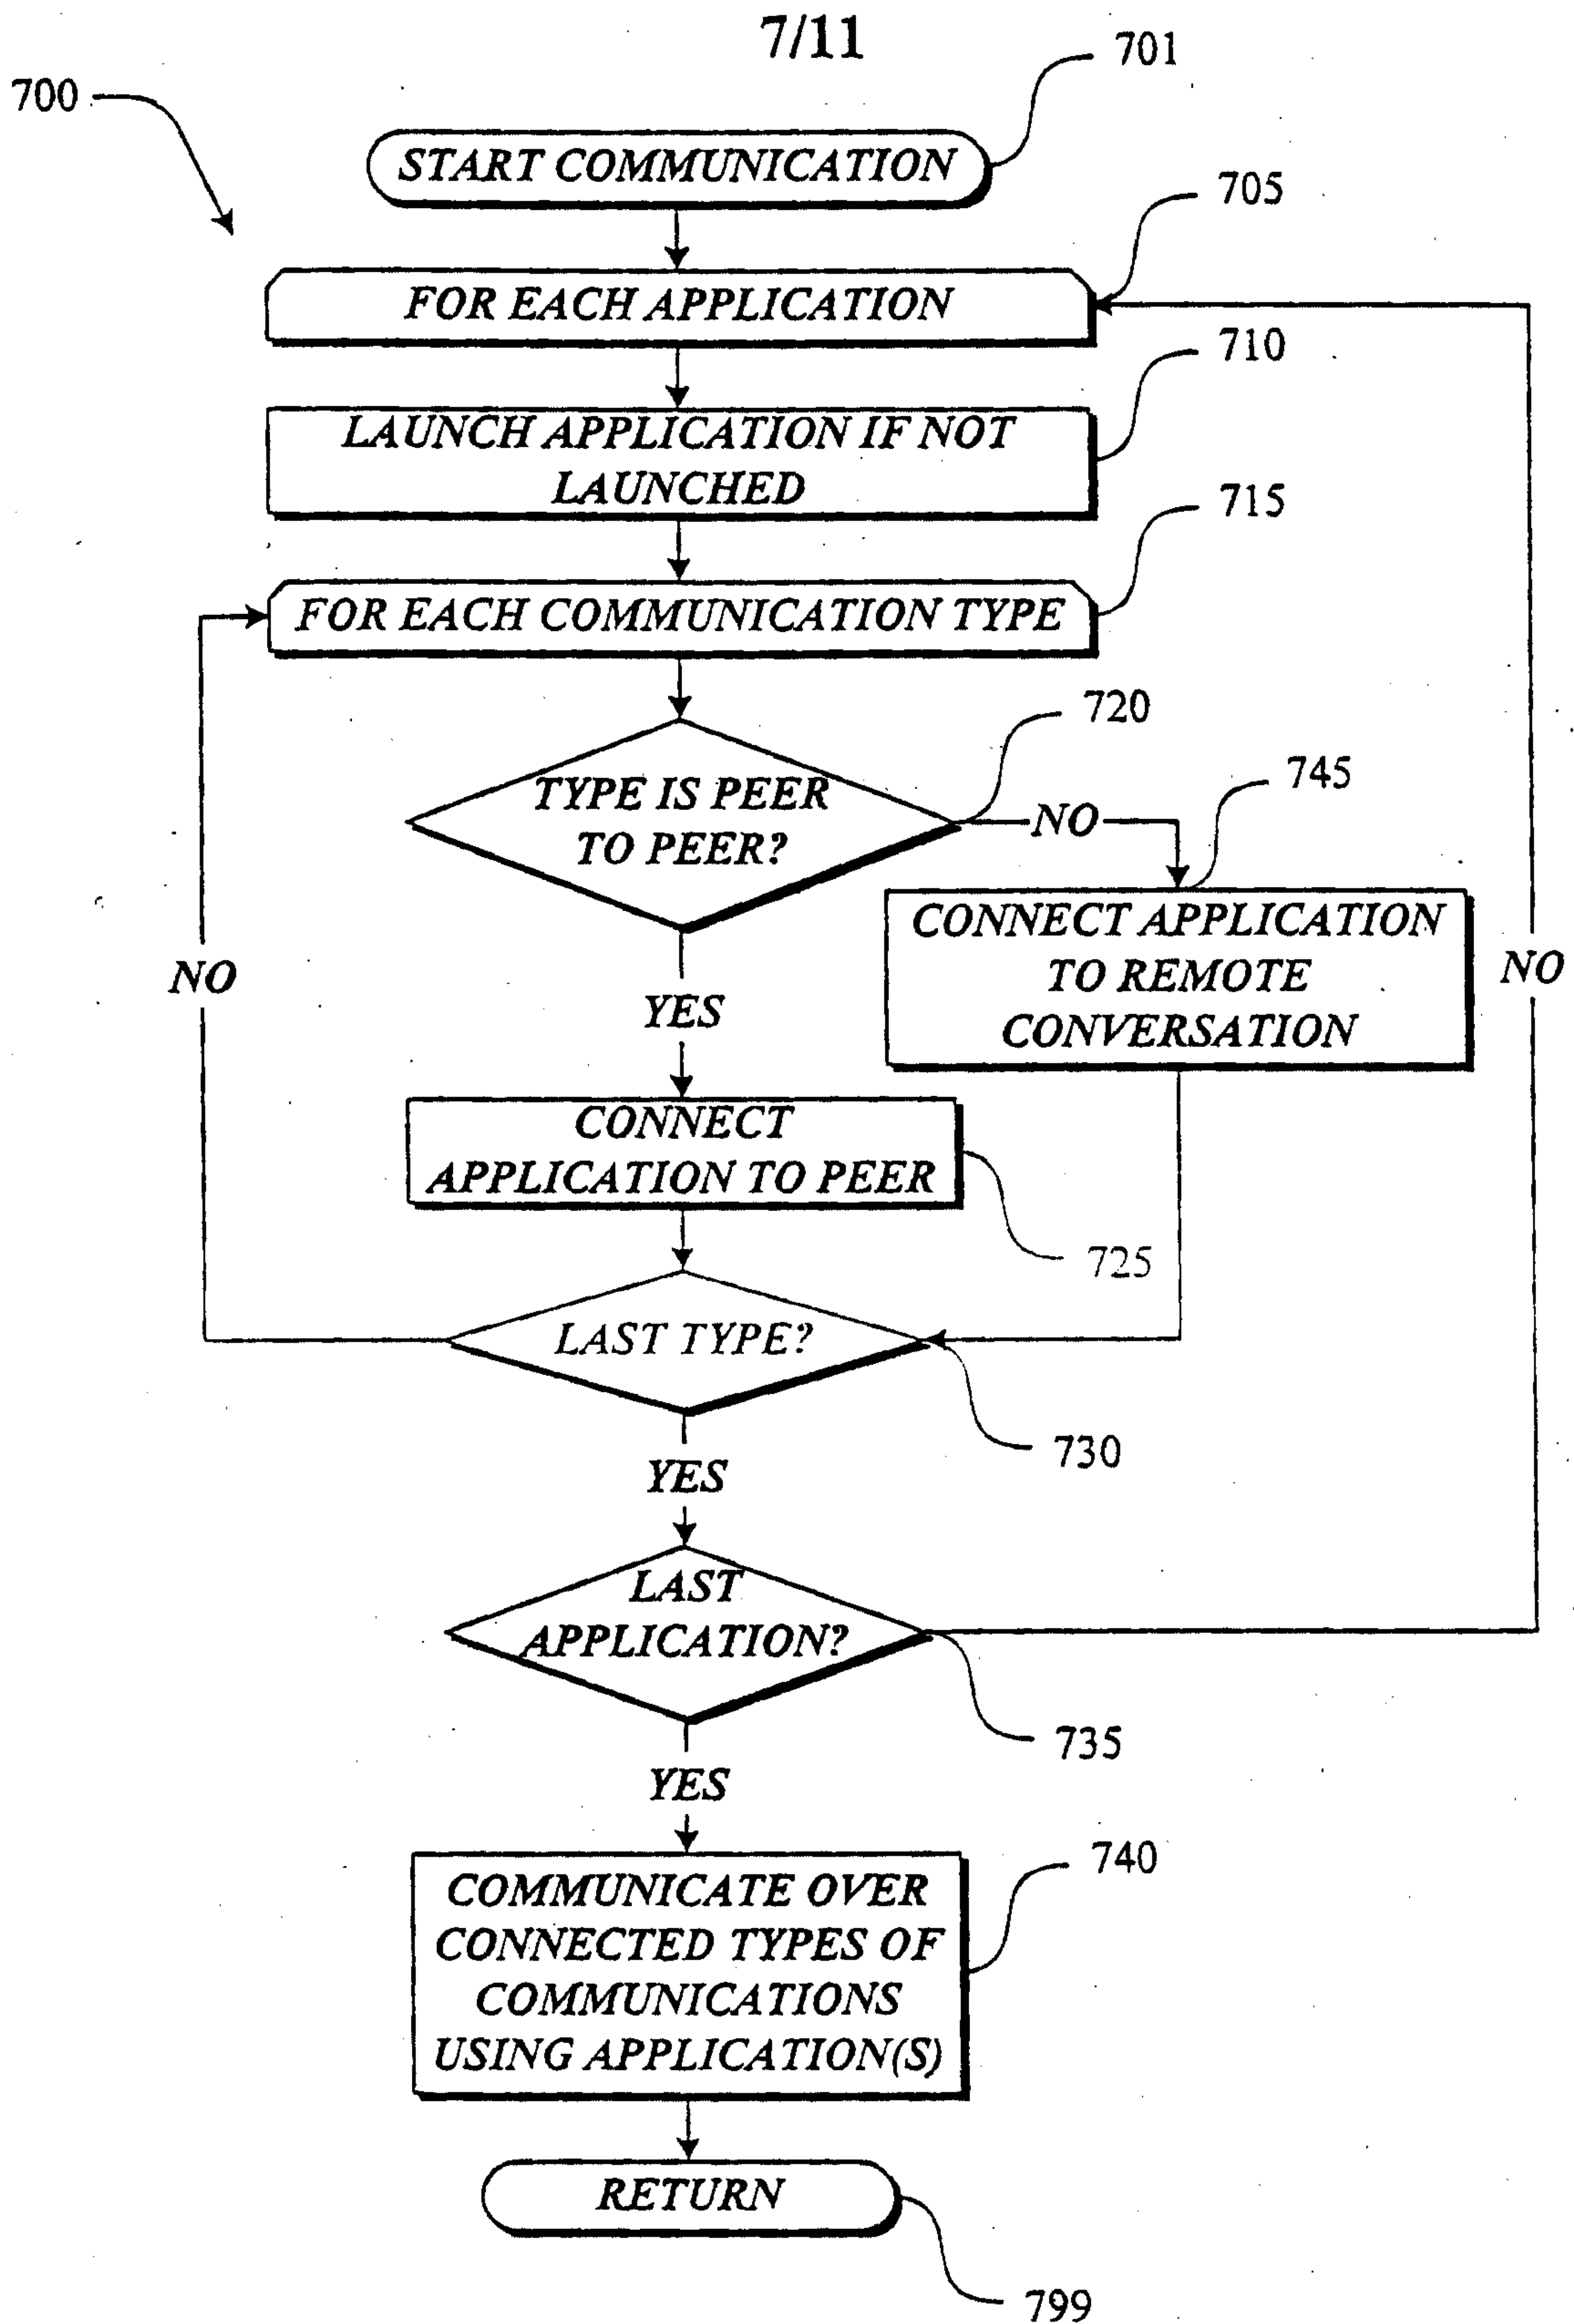 7/11
701
700
START COMMUNICATION
705
FOR EACH APPLICATION
710
LAUNCH APPLICATION IF NOT
LAUNCHED
715
FOR EACH COMMUNICATION TYPE
720
TYPE IS PEER
TO PEER?
NO
745
CONNECT APPLICATION
TO REMOTE
CONVERSATION
NO
NO
YES
CONNECT
APPLICATION TO PEER
725
LAST TYPE?
730
YES
LAST
APPLICATION?
735
YES
740
COMMUNICATE OVER
CONNECTED TYPES OF
COMMUNICATIONS
USING APPLICATION(S)
RETURN
799